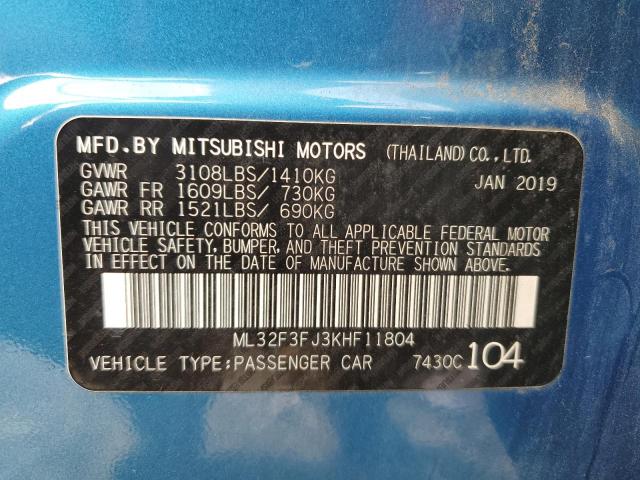 MFD.BY MITSUBISHI MOTORS (THAILAND) CO.,LTD.
GVWR 3108LBS/1410KG JAN 2019
GAWR FR 1609LBS/ 730KG
GAWR RR 1521LBS/ 690KG
THIS VEHICLE CONFORMS TO ALL APPLICABLE FEDERAL MOTOR
VEHICLE SAFETY, BUMPER, AND THEFT PREVENTION STANDARDS
IN EFFECT ON THE DATE OF MANUFACTURE SHOWN ABOVE.
ML32F3FJ3KHF11804
VEHICLE TYPE:PASSENGER CAR 7430C 104